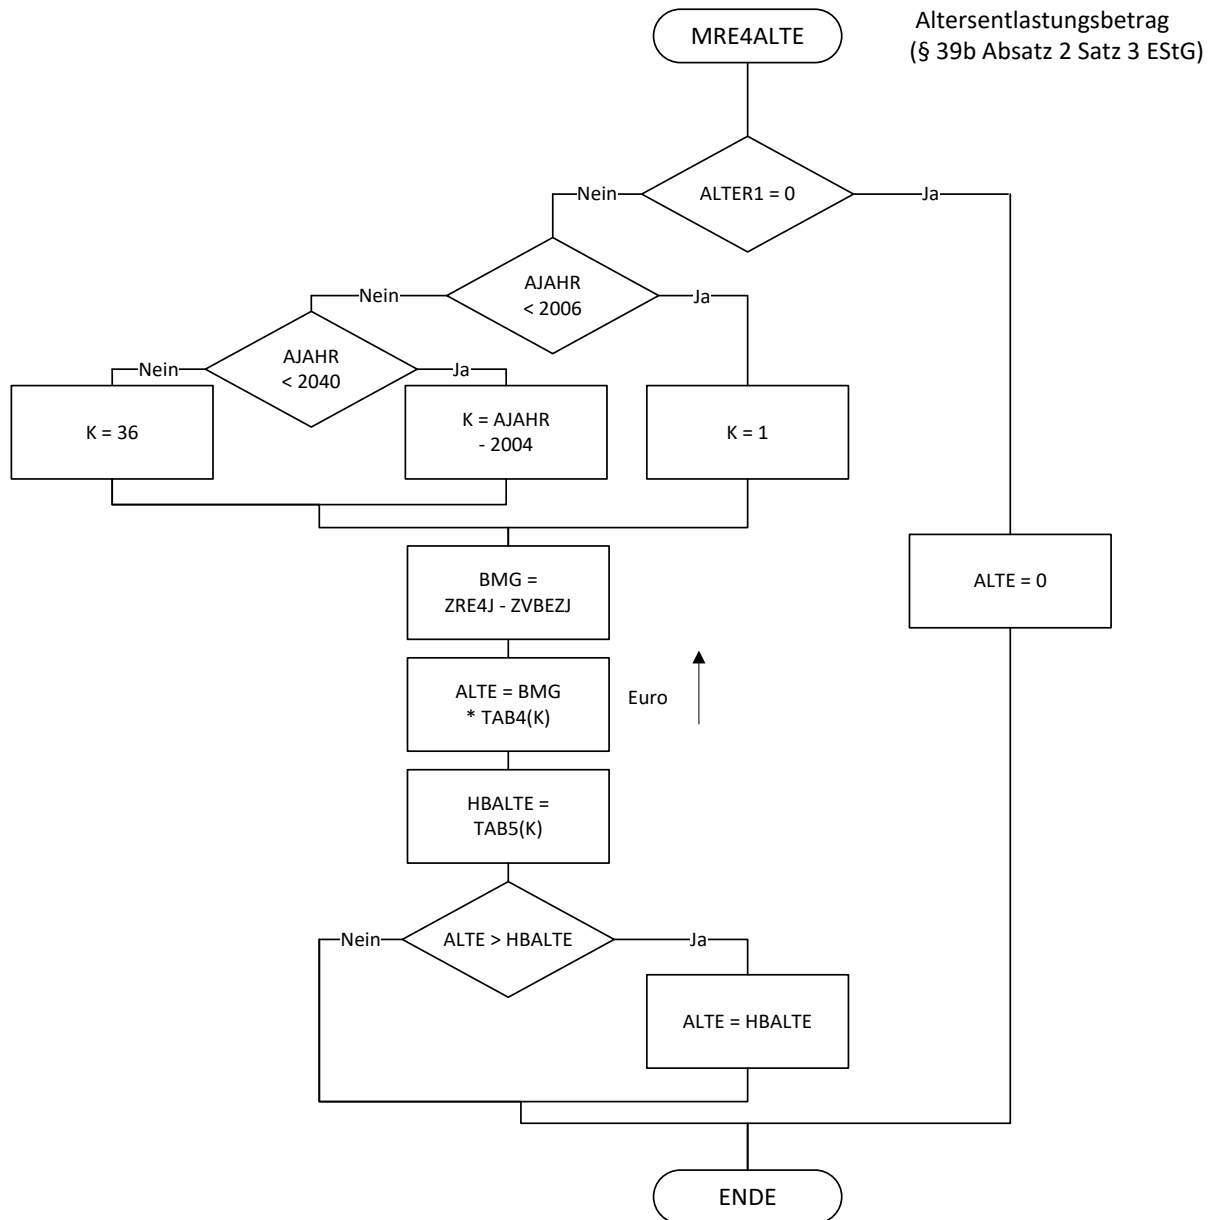 MRE4ALTE
Altersentlastungsbetrag
(§ 39b Absatz 2 Satz 3 EStG)
ALTER1 = 0
Nein
Ja
AJAHR
< 2006
Nein
Ja
AJAHR
< 2040
Nein
Ja
K = 36
K = AJAHR
- 2004
K = 1
BMG =
ZRE4J - ZVBEZJ
ALTE = 0
ALTE = BMG
* TAB4(K)
Euro
HBALTE =
TAB5(K)
ALTE > HBALTE
Nein
Ja
ALTE = HBALTE
ENDE